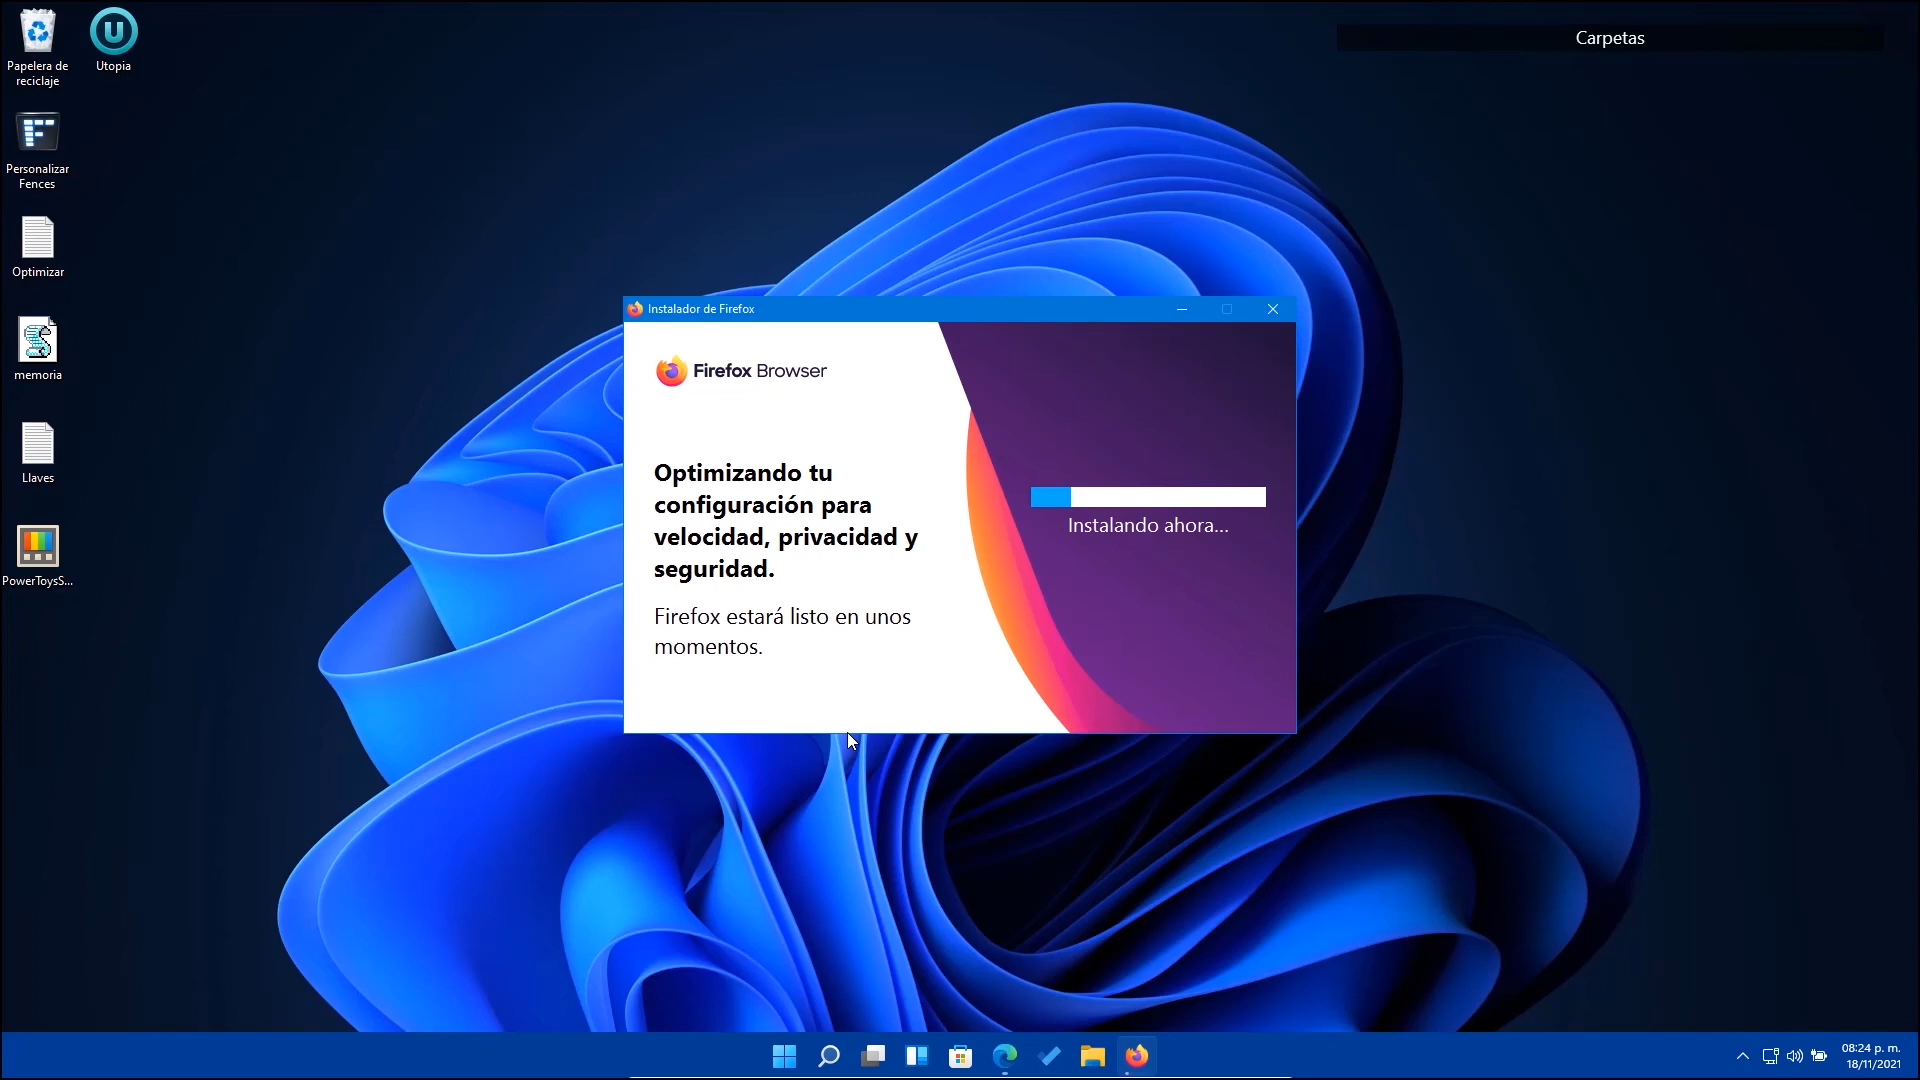 Papelera de
reciclaje
Utopia
Personalizar
Fences
Optimizar
memoria
Llaves
PowerToysS...
Carpetas
Instalador de Firefox
Firefox Browser
Optimizando tu
configuración para
velocidad, privacidad y
seguridad.
Firefox estará listo en unos
momentos.
Instalando ahora...
08:24 p. m.
18/11/2021